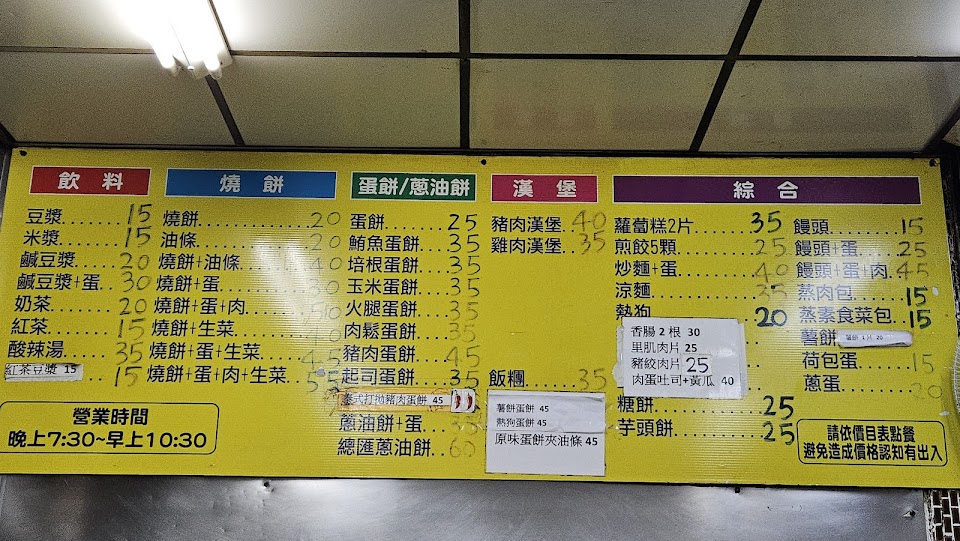 飲料
豆漿.......15
米漿.......15
鹹豆漿.....20
鹹豆漿+蛋.30
奶茶.......20
紅茶.......15
酸辣湯.....35
紅茶豆漿 15 .15
營業時間
晚上7:30~早上10:30
燒餅
燒餅.............20
油條.............20
燒餅+油條.....40
燒餅+蛋........30
燒餅+蛋+肉...50
燒餅+生菜
燒餅+蛋+生菜...45
燒餅+蛋+肉+生菜..55
蛋餅/蔥油餅
蛋餅......25
鮪魚蛋餅..35
培根蛋餅..35
玉米蛋餅..35
火腿蛋餅..35
肉鬆蛋餅..35
豬肉蛋餅..45
起司蛋餅..35
泰式打拋豬肉蛋餅 45
蔥油餅+蛋..35
總匯蔥油餅..60
漢堡
豬肉漢堡.40
雞肉漢堡.35
飯糰......35
薯餅蛋餅 45
熱狗蛋餅 45
原味蛋餅夾油條 45
綜合
蘿蔔糕2片.....35
煎餃5顆........25
炒麵+蛋........40
涼麵.............35
熱狗.............20
香腸 2 根 30
里肌肉片 25
豬絞肉片 25
肉蛋吐司+黃瓜 40
糖餅.............25
芋頭餅..........25
饅頭..........15
饅頭+蛋.....25
饅頭+蛋+肉.45
蒸肉包.......15
蒸素食菜包..15
薯餅 薯餅 1片 20
荷包蛋.......15
蔥蛋..........20
請依價目表點餐
避免造成價格認知有出入